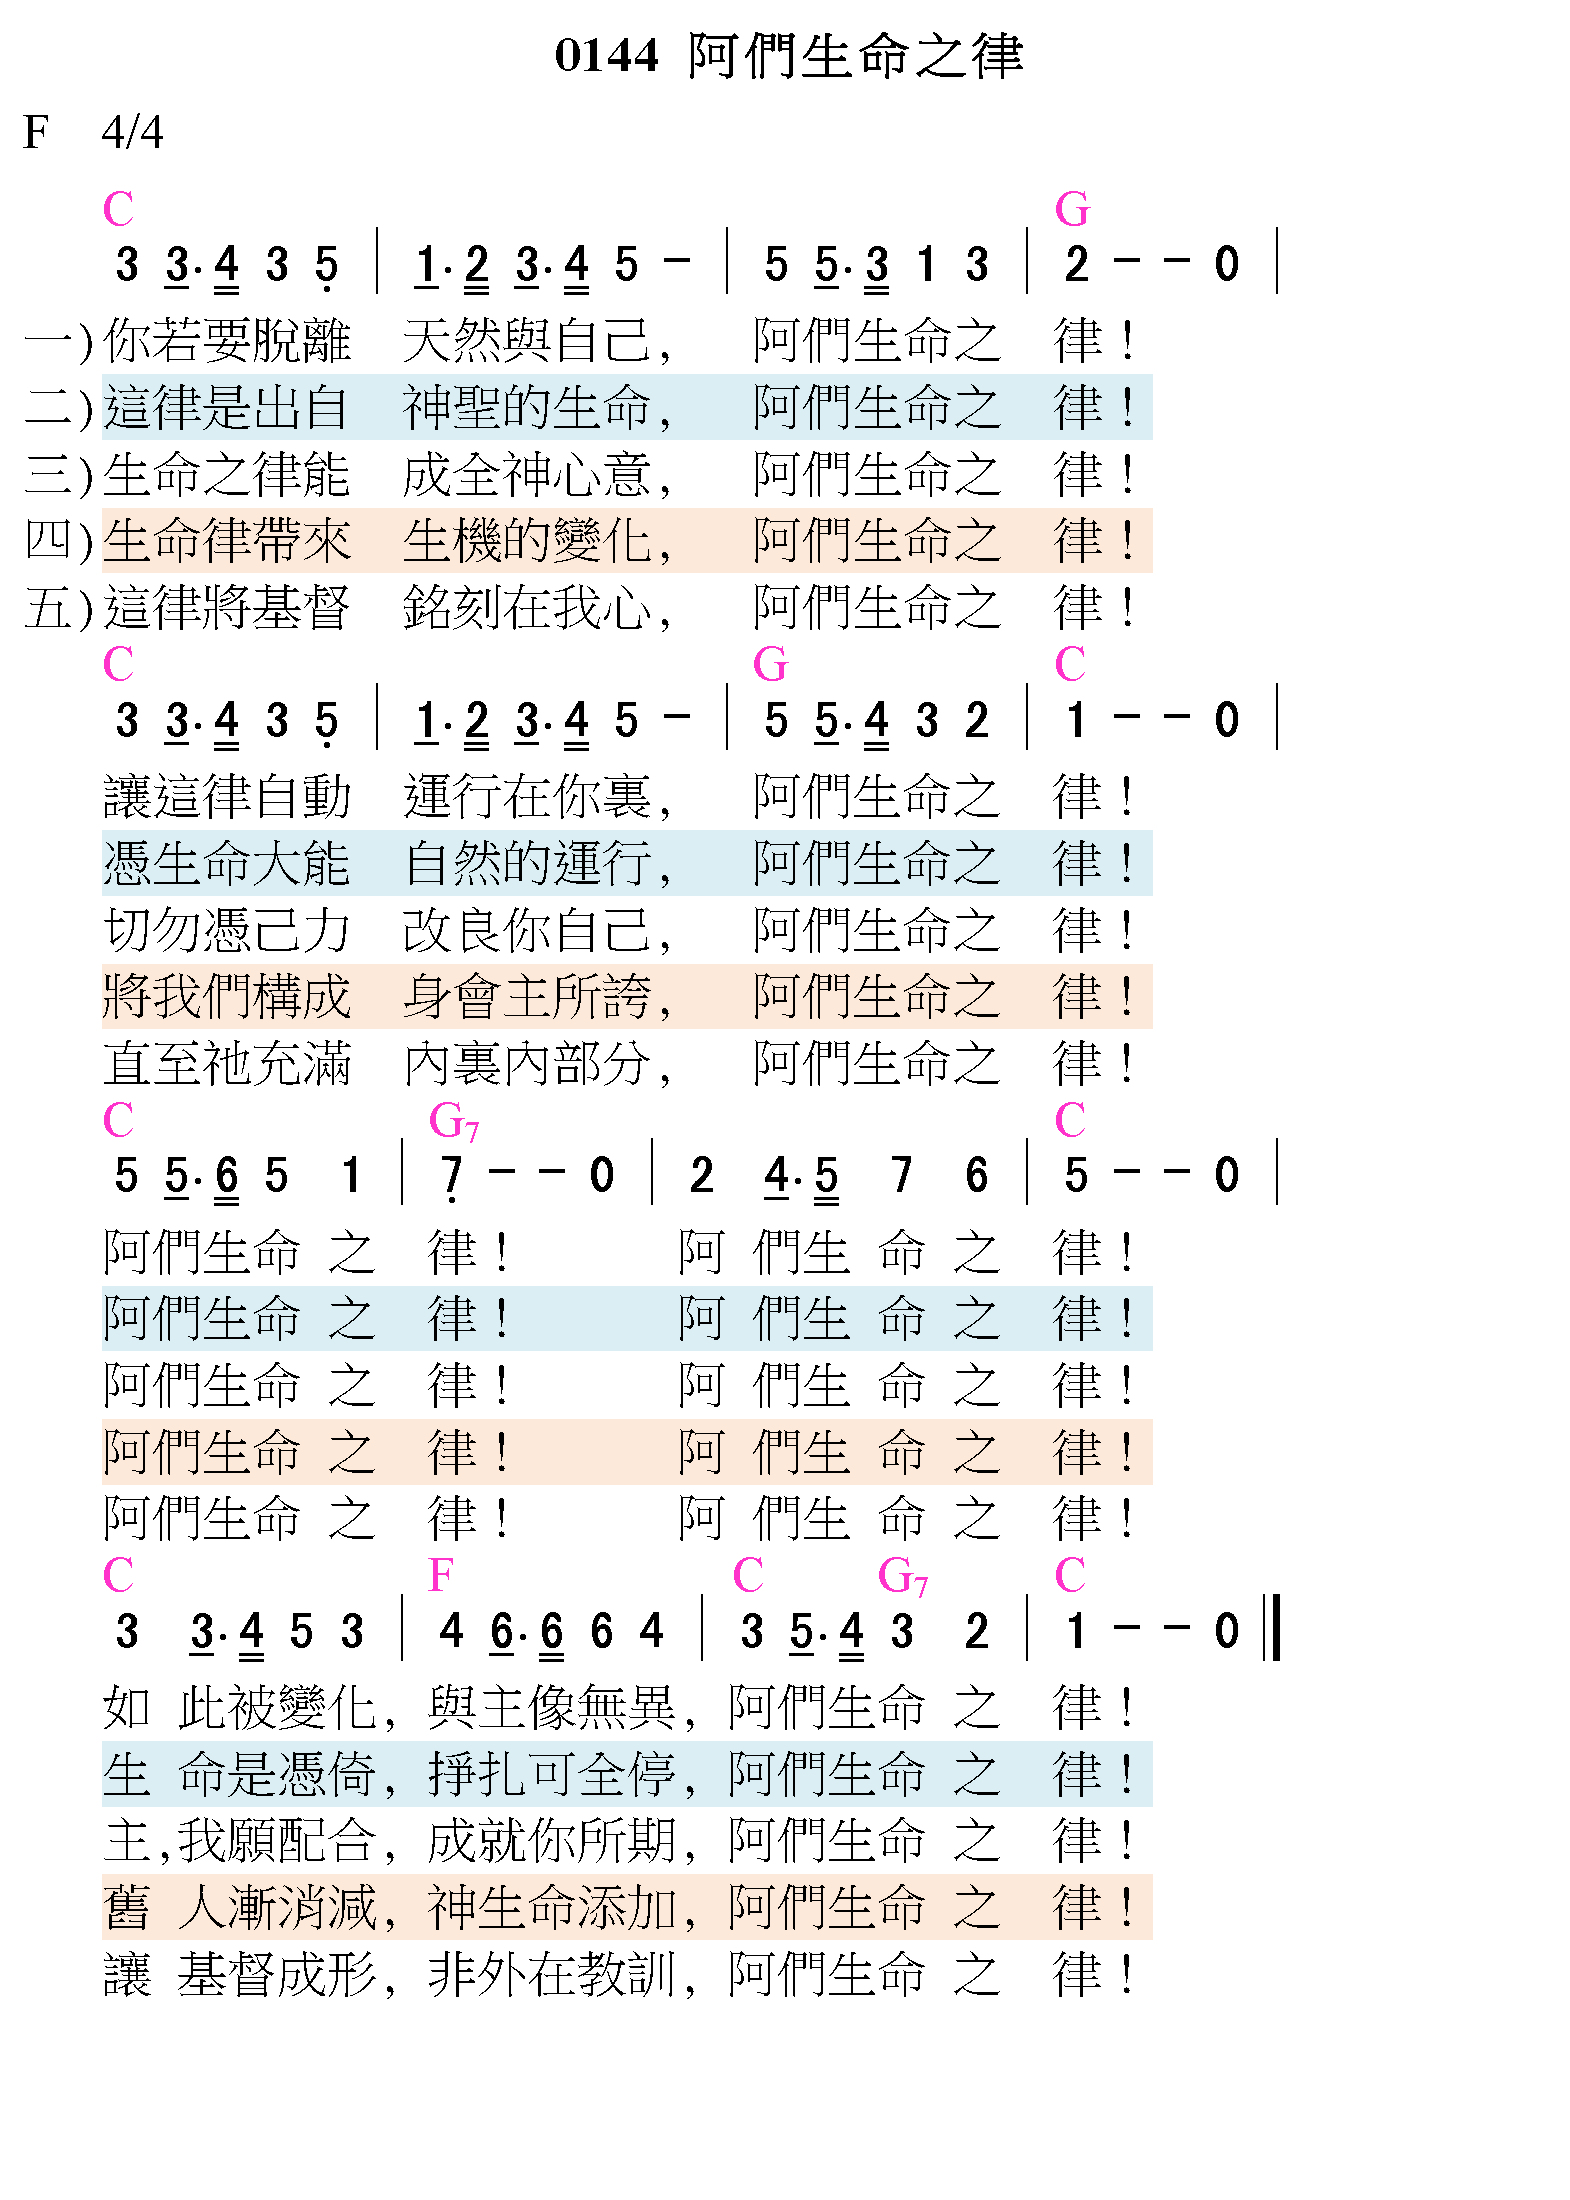 0144 阿們生命之律
F 4/4
C G
3 3. 4 3 5 | 1. 2 3. 4 5 - | 5 5. 3 1 3 | 2 - - 0 |
一)你若要脫離 天然與自己, 阿們生命之 律!
二)這律是出自 神聖的生命, 阿們生命之 律!
三)生命之律能 成全神心意, 阿們生命之 律!
四)生命律帶來 生機的變化, 阿們生命之 律!
五)這律將基督 銘刻在我心, 阿們生命之 律!
C G C
3 3. 4 3 5 | 1. 2 3. 4 5 - | 5 5. 4 3 2 | 1 - - 0 |
讓這律自動 運行在你裏, 阿們生命之 律!
憑生命大能 自然的運行, 阿們生命之 律!
切勿憑己力 改良你自己, 阿們生命之 律!
將我們構成 身會主所誇, 阿們生命之 律!
直至祂充滿 內裏內部分, 阿們生命之 律!
C G7 C
5 5. 6 5 1 | 7 - - 0 | 2 4. 5 7 6 | 5 - - 0 |
阿們生命 之 律! 阿 們生 命 之 律!
阿們生命 之 律! 阿 們生 命 之 律!
阿們生命 之 律! 阿 們生 命 之 律!
阿們生命 之 律! 阿 們生 命 之 律!
阿們生命 之 律! 阿 們生 命 之 律!
C F C G7 C
3 3. 4 5 3 | 4 6. 6 6 4 | 3 5. 4 3 2 | 1 - - 0 ‖
如 此被變化, 與主像無異, 阿們生命 之 律!
生 命是憑倚, 掙扎可全停, 阿們生命 之 律!
主,我願配合, 成就你所期, 阿們生命 之 律!
舊 人漸消減, 神生命添加, 阿們生命 之 律!
讓 基督成形, 非外在教訓, 阿們生命 之 律!